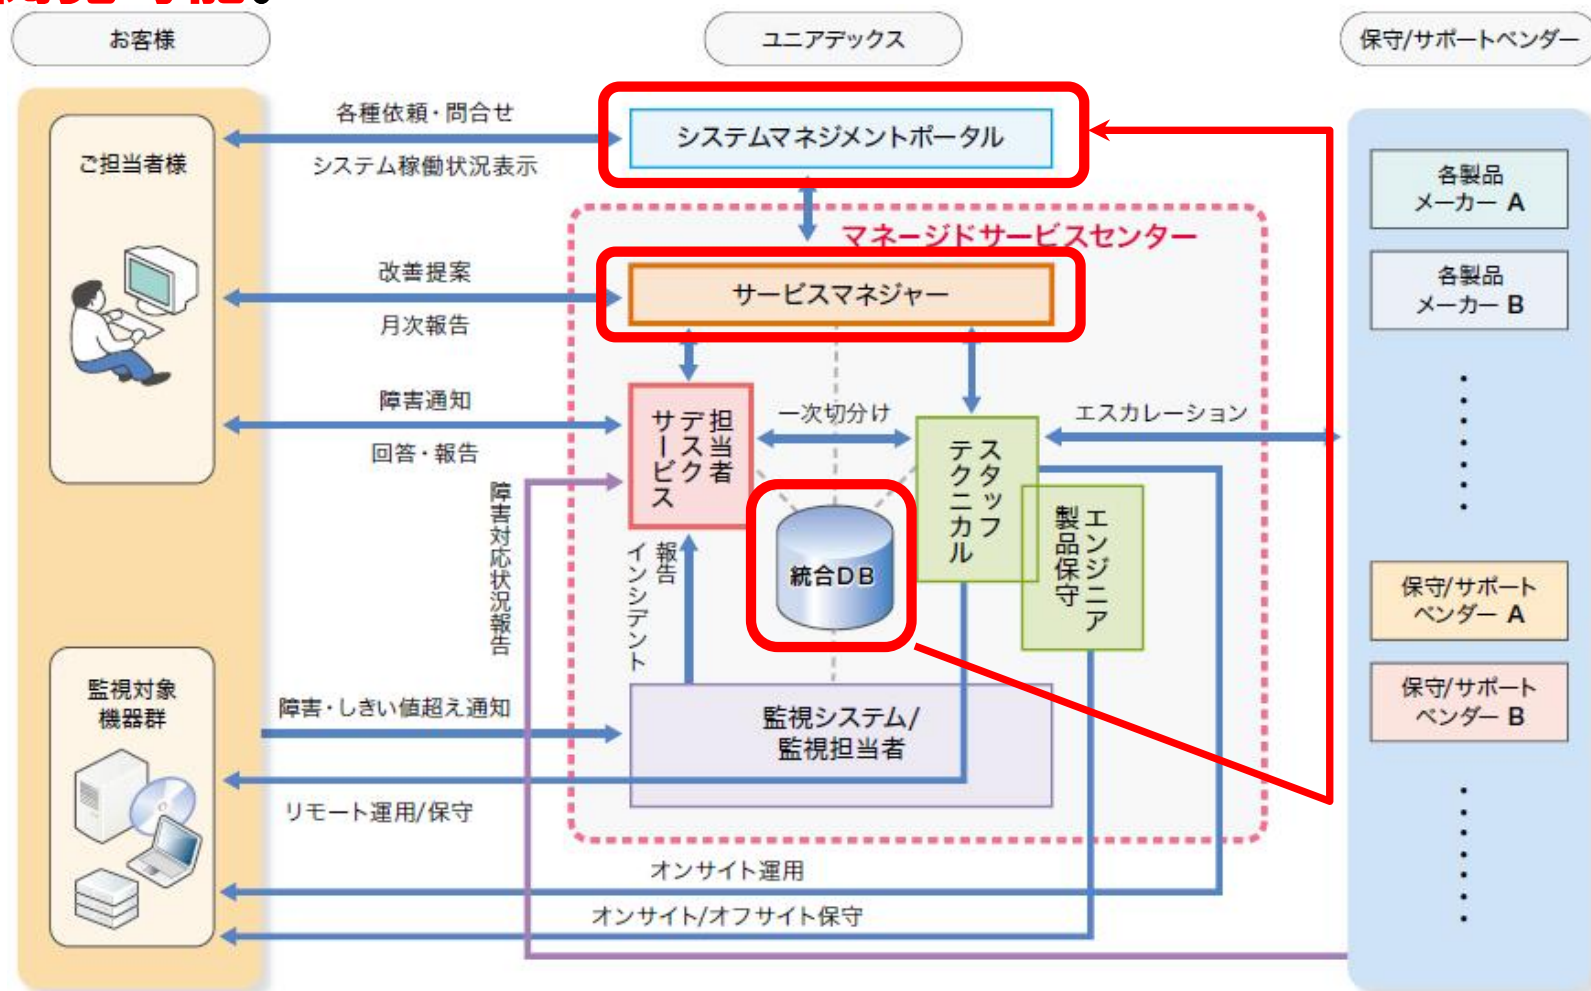 お客様
ユニアデックス
保守/サポートベンダー
ご担当者様
各種依頼・問合せ
システム稼働状況表示
システムマネジメントポータル
マネージドサービスセンター
各製品
メーカー A
改善提案
月次報告
サービスマネジャー
各製品
メーカー B
障害通知
回答・報告
サービス
デスク
担当者
一次切分け
テクニカル
スタッフ
エスカレーション
製品保守
エンジニア
障害対応状況報告
インシデント
報告
統合DB
保守/サポート
ベンダー A
監視対象
機器群
障害・しきい値超え通知
監視システム/
監視担当者
保守/サポート
ベンダー B
リモート運用/保守
オンサイト運用
オンサイト/オフサイト保守